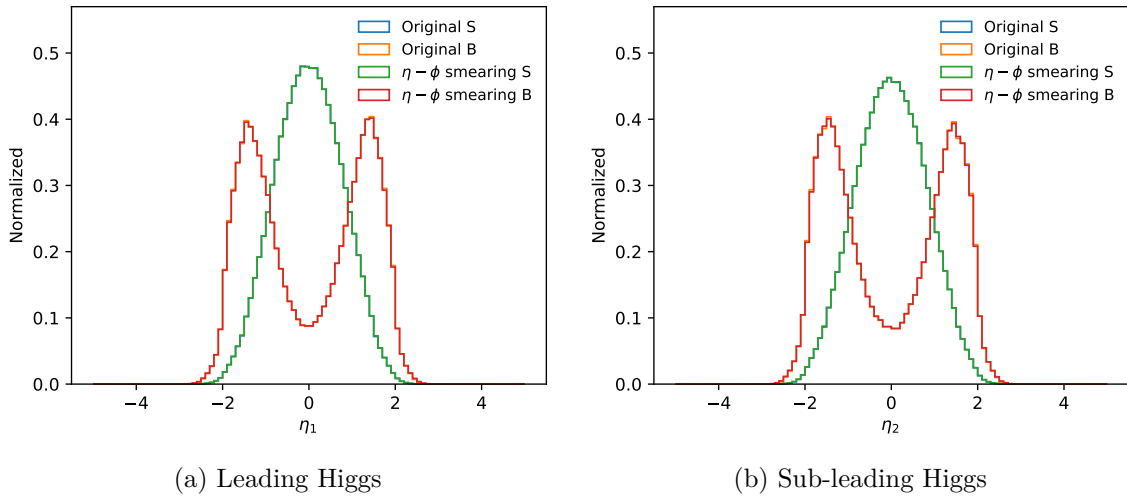 Original S
Original B
η − ϕ smearing S
η − ϕ smearing B
Normalized
0.5
0.4
0.3
0.2
0.1
0.0
−4 −2 0 2 4
η1
(a) Leading Higgs
Original S
Original B
η − ϕ smearing S
η − ϕ smearing B
Normalized
0.5
0.4
0.3
0.2
0.1
0.0
−4 −2 0 2 4
η2
(b) Sub-leading Higgs